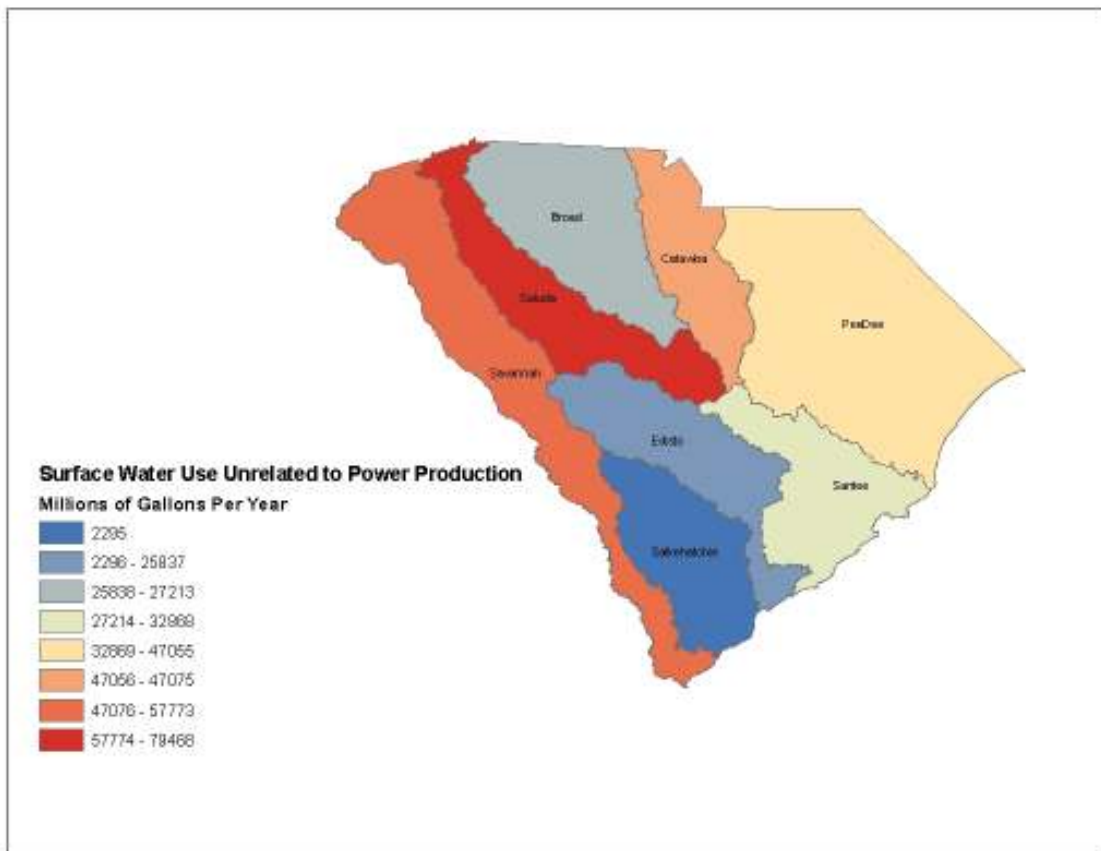 Broad
Catawba
Saluda
PeeDee
Savannah
Edisto
Santee
Salkehatchie
Surface Water Use Unrelated to Power Production
Millions of Gallons Per Year
2295
2296 - 25837
25838 - 27213
27214 - 32868
32869 - 47055
47056 - 47075
47076 - 57773
57774 - 79468